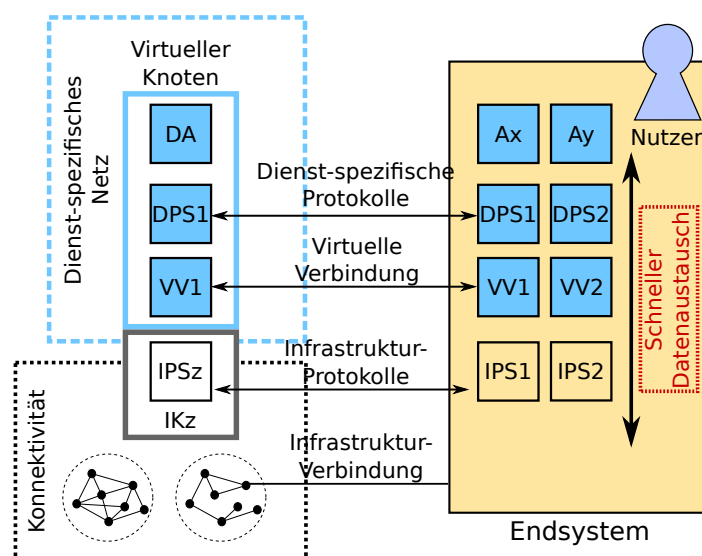 Dienst-spezifisches
Netz
Virtueller
Knoten
DA
DPS1
VV1
IPSz
IKz
Konnektivität
Dienst-spezifische
Protokolle
Virtuelle
Verbindung
Infrastruktur-
Protokolle
Infrastruktur-
Verbindung
Nutzer
Ax
Ay
DPS1
DPS2
VV1
VV2
IPS1
IPS2
Schneller
Datenaustausch
Endsystem